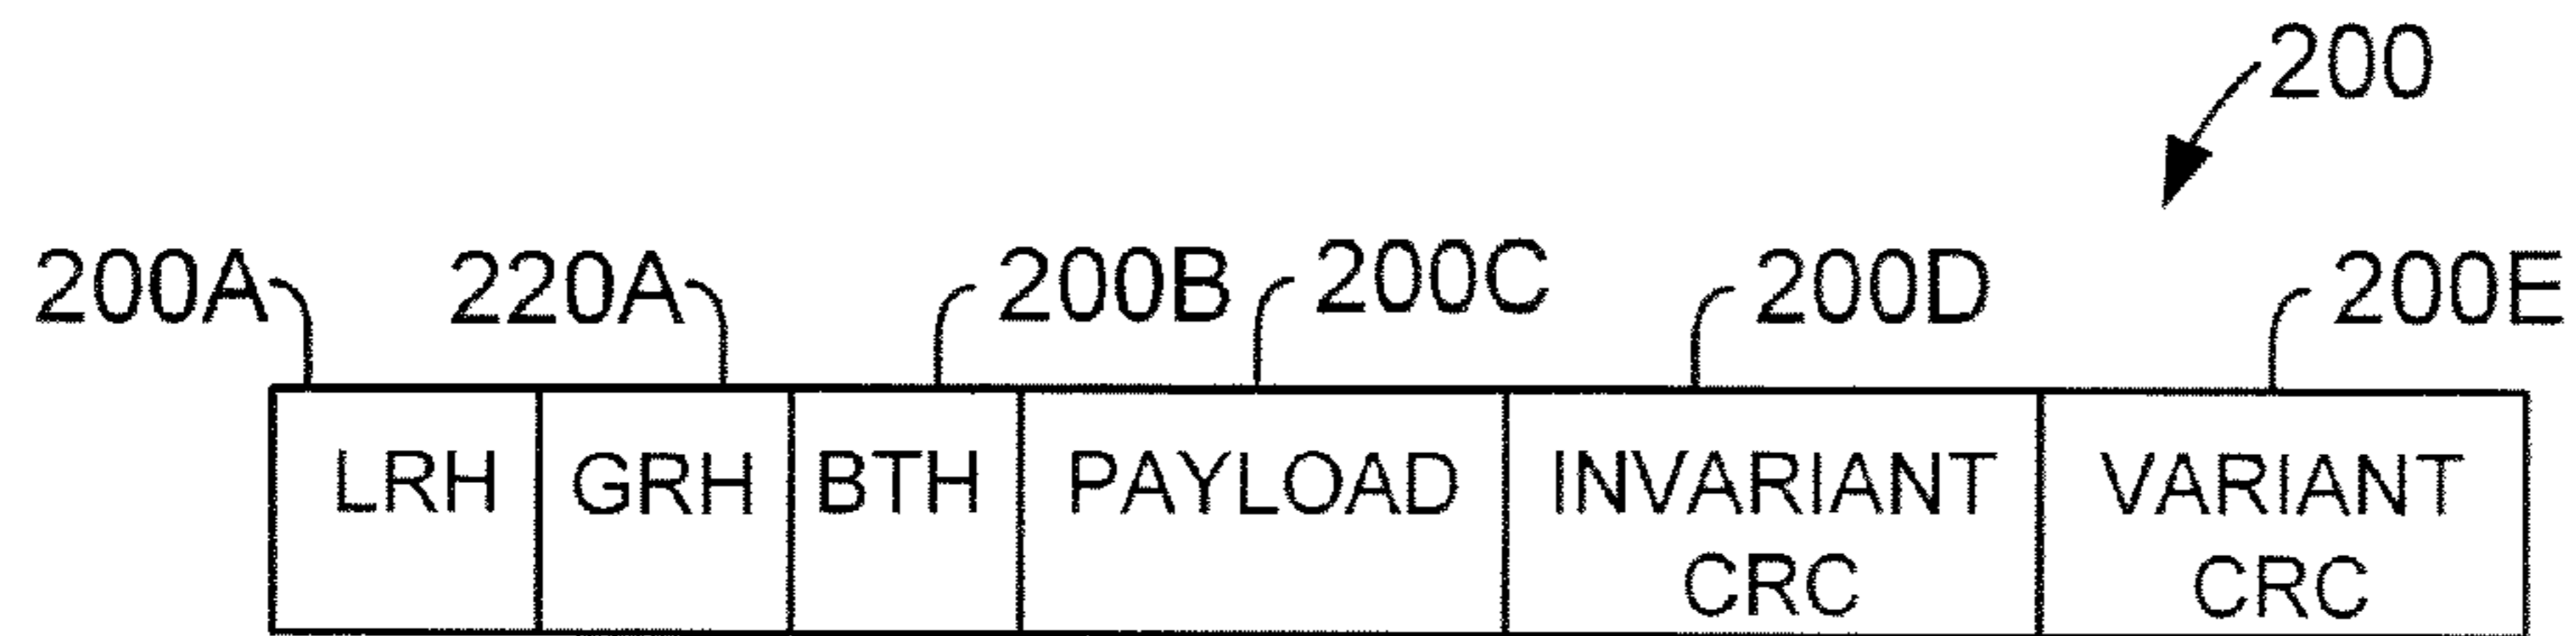 200
200A 220A 200B 200C 200D 200E
LRH GRH BTH PAYLOAD INVARIANT CRC VARIANT CRC